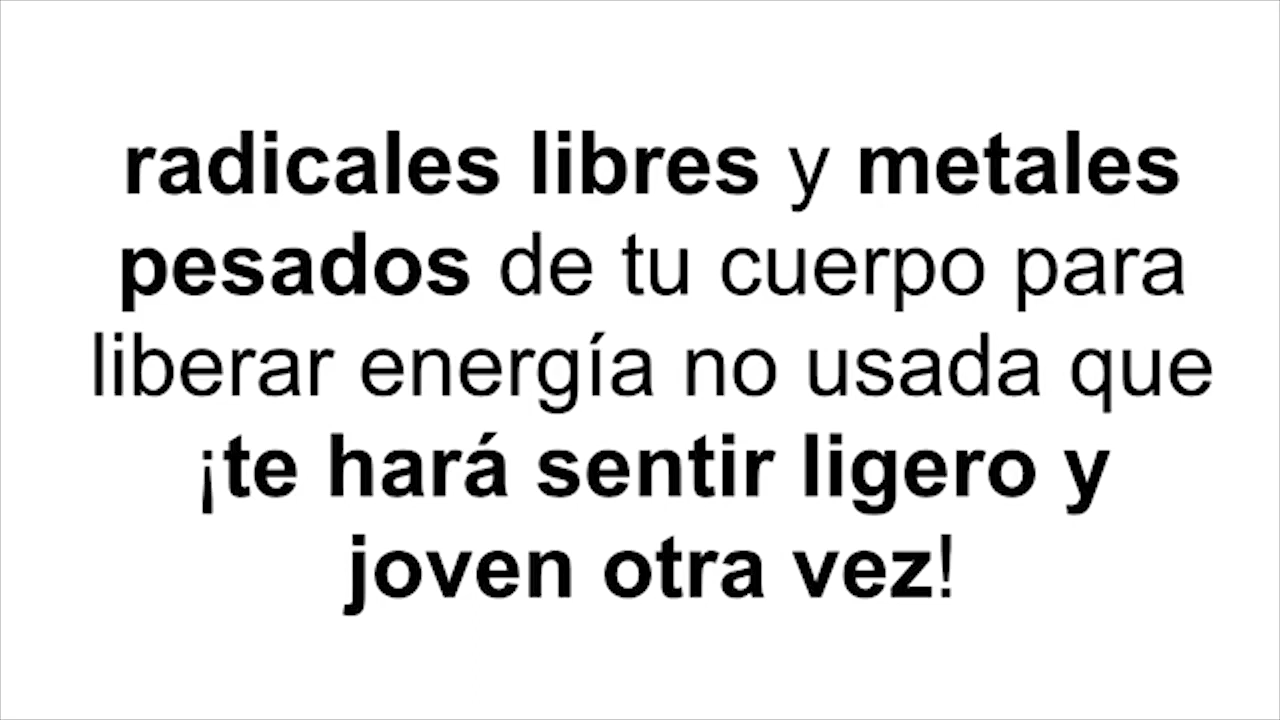 radicales libres y metales
pesados de tu cuerpo para
liberar energía no usada que
¡te hará sentir ligero y
joven otra vez!